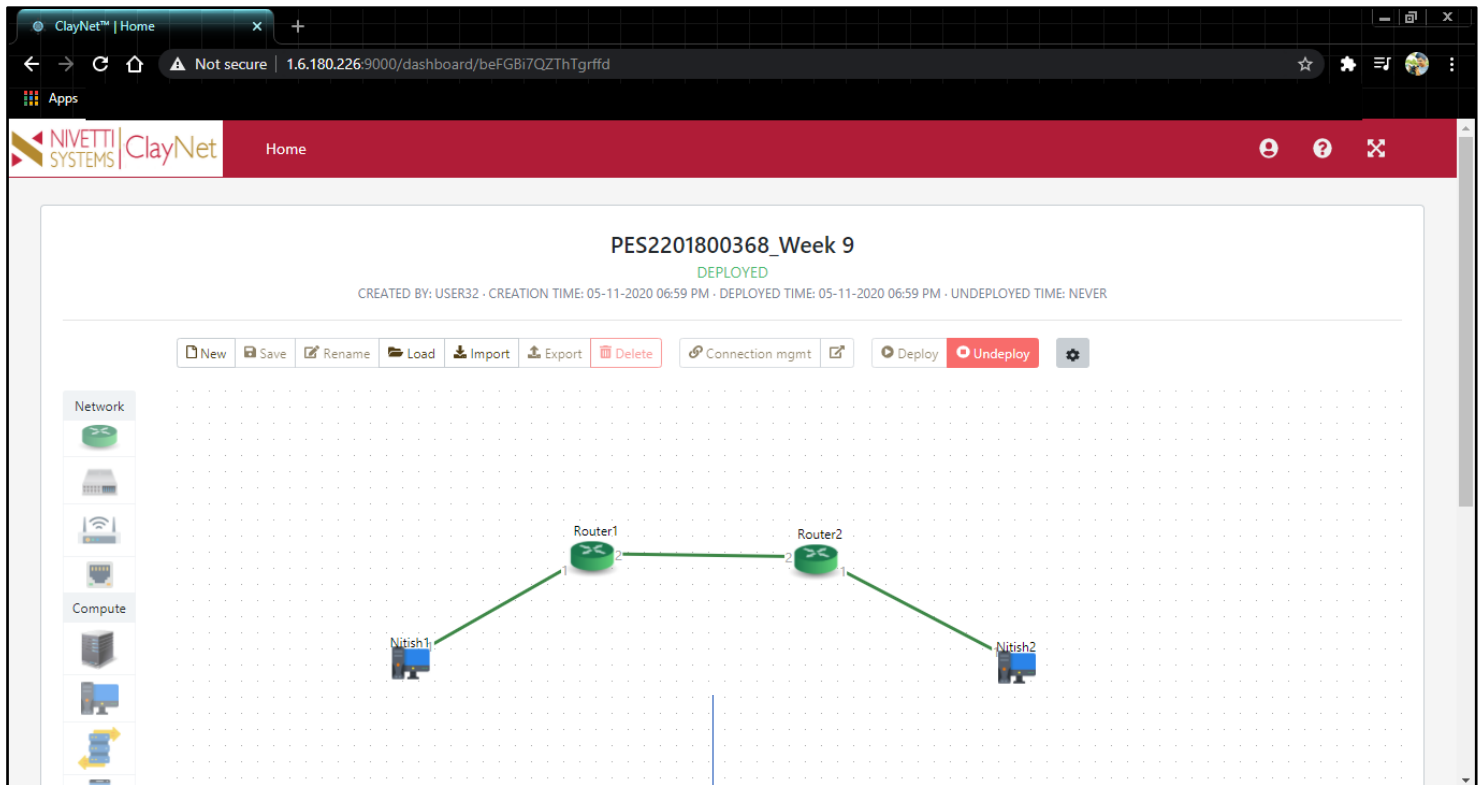 ClayNet™ | Home
Not secure | 1.6.180.226:9000/dashboard/beFGBi7QZThTgrffd
Apps
NIVETTI SYSTEMS | ClayNet
Home
PES2201800368_Week 9
DEPLOYED
CREATED BY: USER32 · CREATION TIME: 05-11-2020 06:59 PM · DEPLOYED TIME: 05-11-2020 06:59 PM · UNDEPLOYED TIME: NEVER
New Save Rename Load Import Export Delete Connection mgmt Deploy Undeploy
Network
Router1 Router2
2 2
1 1
Compute
Nitish1 Nitish2